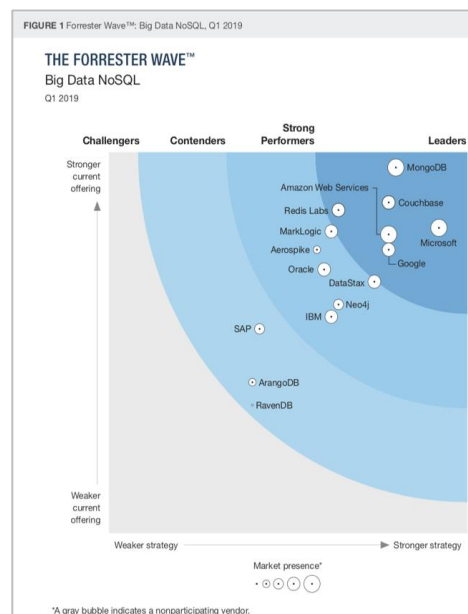 FIGURE 1 Forrester Wave™: Big Data NoSQL, Q1 2019
THE FORRESTER WAVE™
Big Data NoSQL
Q1 2019
Challengers
Contenders
Strong
Performers
Leaders
Stronger
current
offering
MongoDB
Amazon Web Services
Couchbase
Redis Labs
MarkLogic
Microsoft
Aerospike
Google
Oracle
DataStax
Neo4j
IBM
SAP
ArangoDB
RavenDB
Weaker
current
offering
Weaker strategy
Stronger strategy
Market presence*
*A gray bubble indicates a nonparticipating vendor.